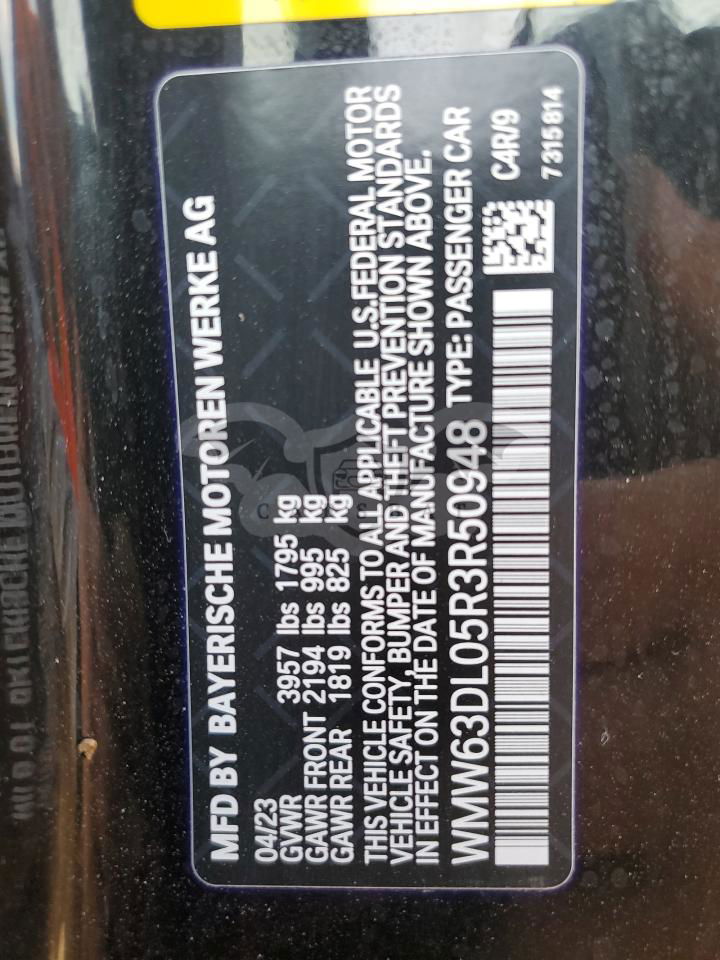 MFD BY BAYERISCHE MOTOREN WERKE AG
04/23
GVWR 3957 lbs 1795 kg
GAWR FRONT 2194 lbs 995 kg
GAWR REAR 1819 lbs 825 kg
THIS VEHICLE CONFORMS TO ALL APPLICABLE U.S.FEDERAL MOTOR
VEHICLE SAFETY, BUMPER AND THEFT PREVENTION STANDARDS
IN EFFECT ON THE DATE OF MANUFACTURE SHOWN ABOVE.
WMW63DL05R3R50948 TYPE: PASSENGER CAR
C4R/9
7315814